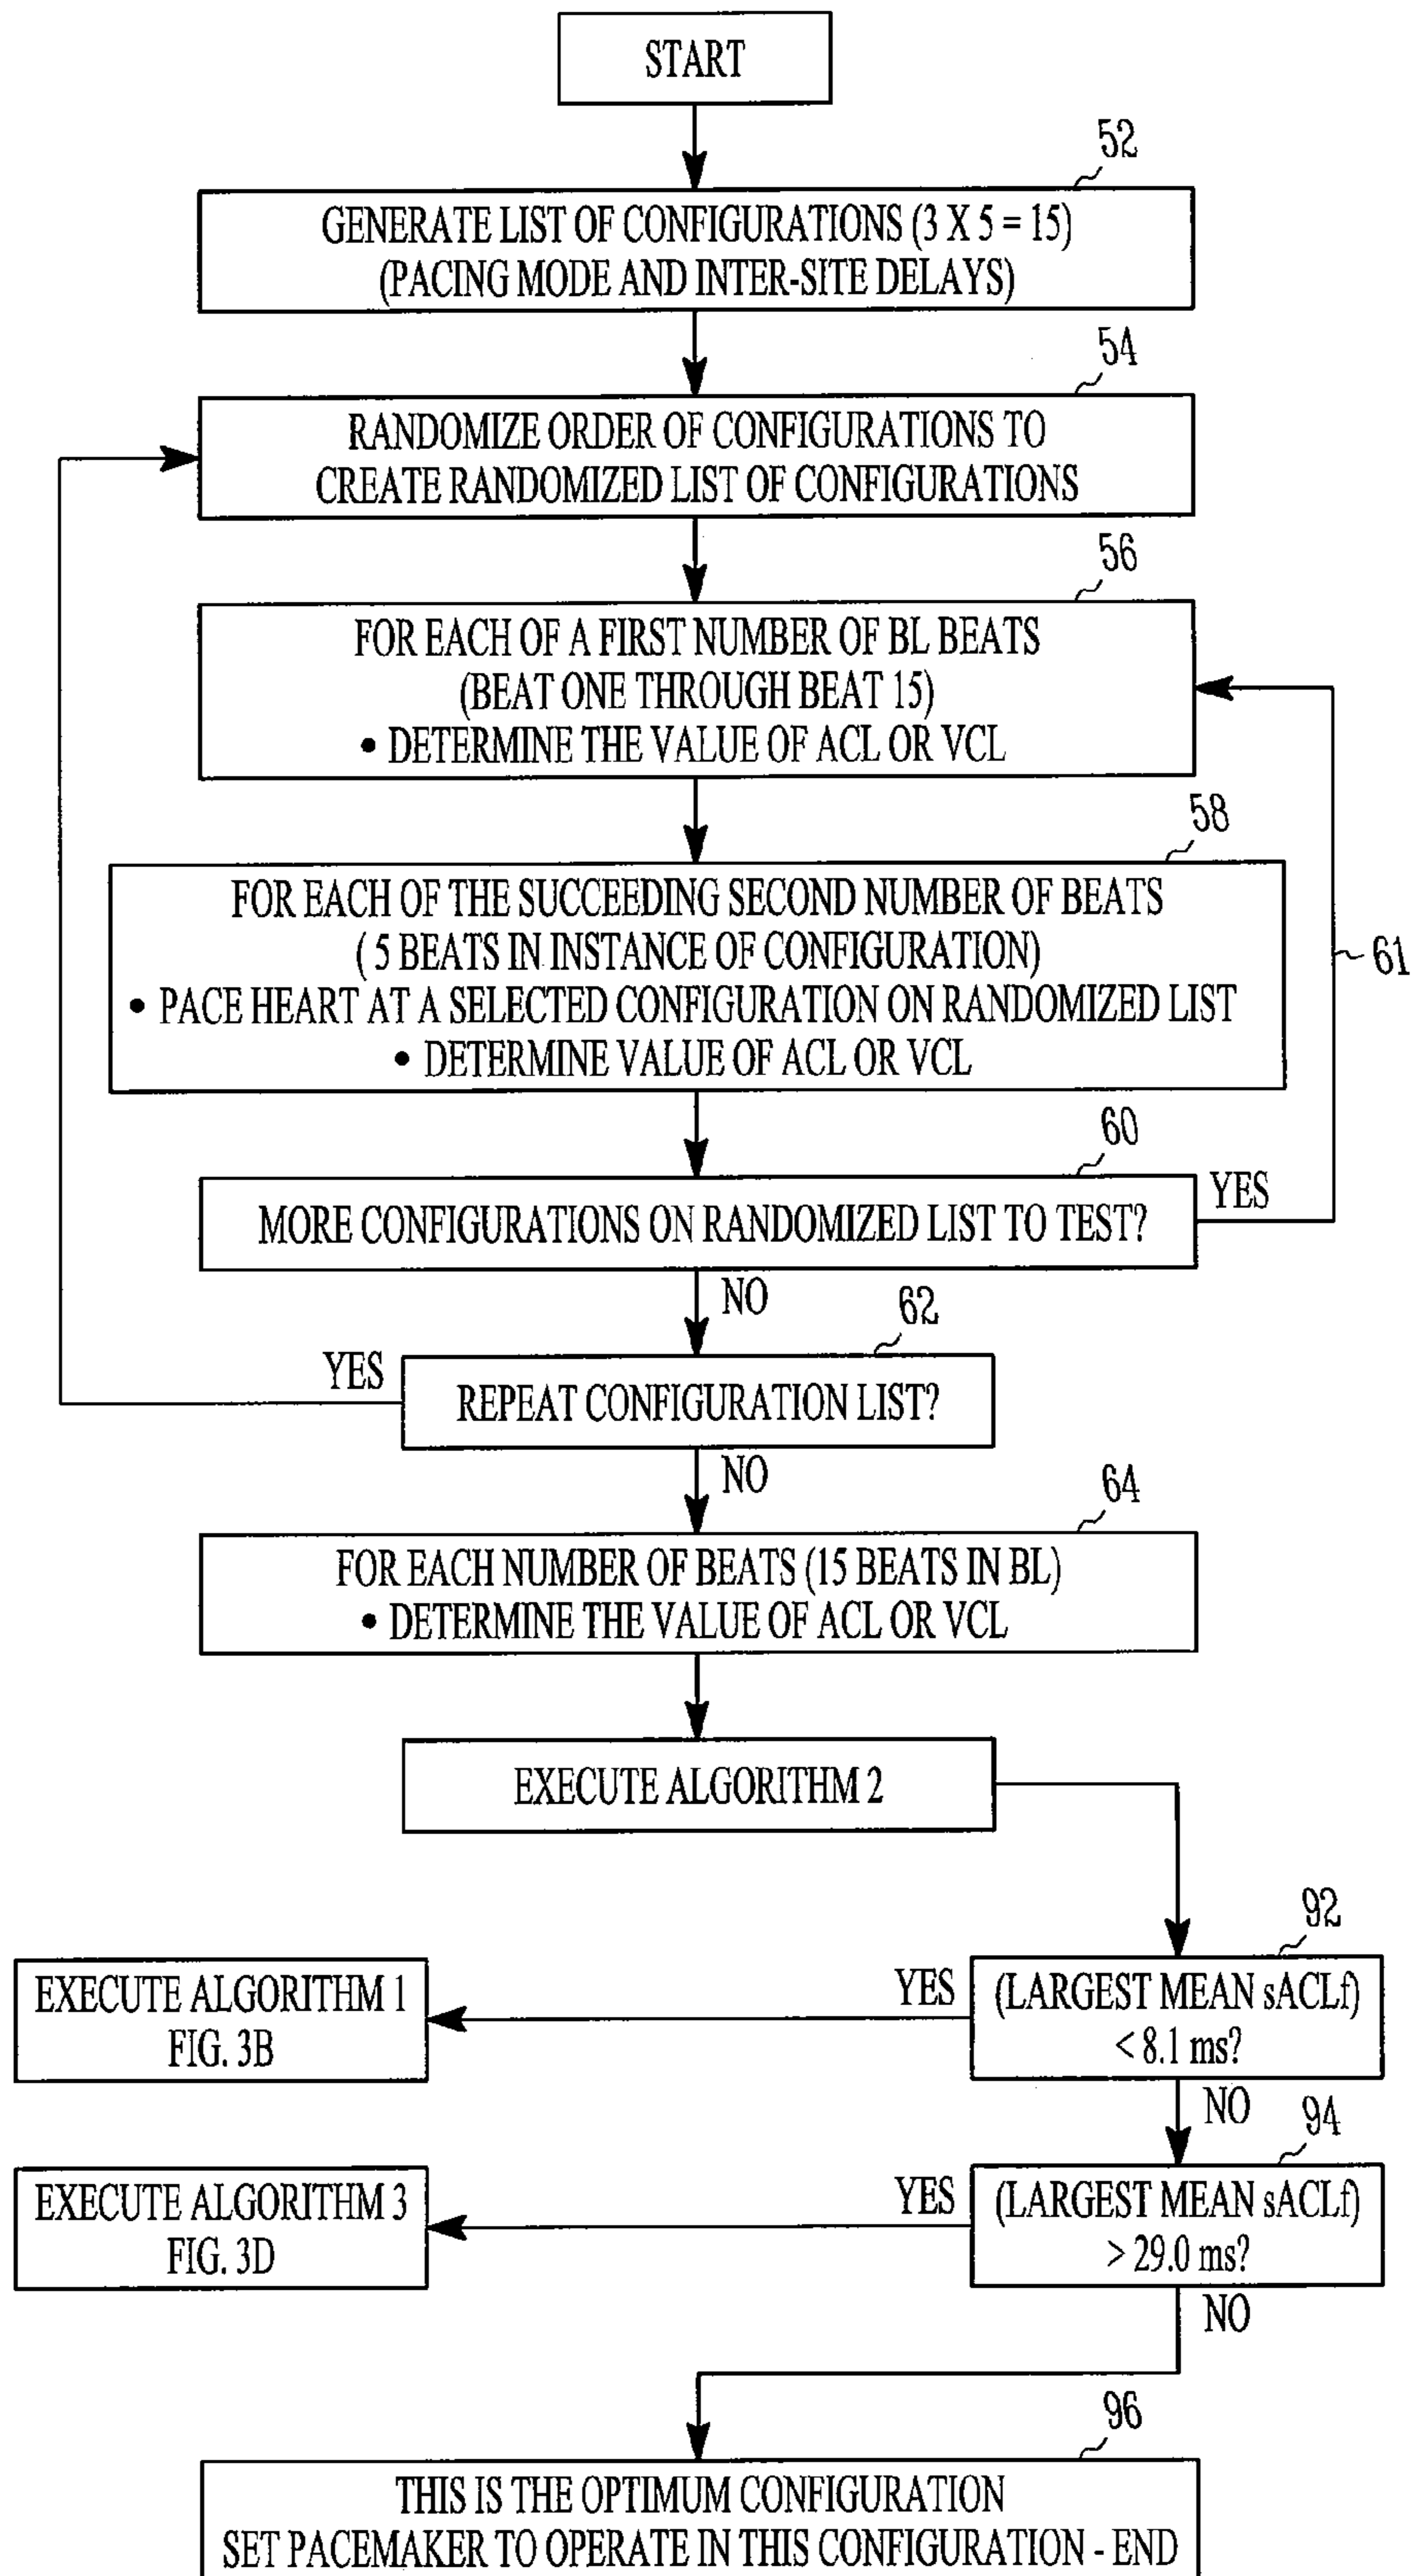 START
52
GENERATE LIST OF CONFIGURATIONS (3 X 5 = 15)
(PACING MODE AND INTER-SITE DELAYS)
54
RANDOMIZE ORDER OF CONFIGURATIONS TO
CREATE RANDOMIZED LIST OF CONFIGURATIONS
56
FOR EACH OF A FIRST NUMBER OF BL BEATS
(BEAT ONE THROUGH BEAT 15)
• DETERMINE THE VALUE OF ACL OR VCL
58
FOR EACH OF THE SUCCEEDING SECOND NUMBER OF BEATS
( 5 BEATS IN INSTANCE OF CONFIGURATION)
• PACE HEART AT A SELECTED CONFIGURATION ON RANDOMIZED LIST
• DETERMINE VALUE OF ACL OR VCL
61
60
MORE CONFIGURATIONS ON RANDOMIZED LIST TO TEST?
YES
NO
62
YES
REPEAT CONFIGURATION LIST?
NO
64
FOR EACH NUMBER OF BEATS (15 BEATS IN BL)
• DETERMINE THE VALUE OF ACL OR VCL
EXECUTE ALGORITHM 2
92
(LARGEST MEAN sACLf)
< 8.1 ms?
YES
EXECUTE ALGORITHM 1
FIG. 3B
NO
94
(LARGEST MEAN sACLf)
> 29.0 ms?
YES
EXECUTE ALGORITHM 3
FIG. 3D
NO
96
THIS IS THE OPTIMUM CONFIGURATION
SET PACEMAKER TO OPERATE IN THIS CONFIGURATION - END